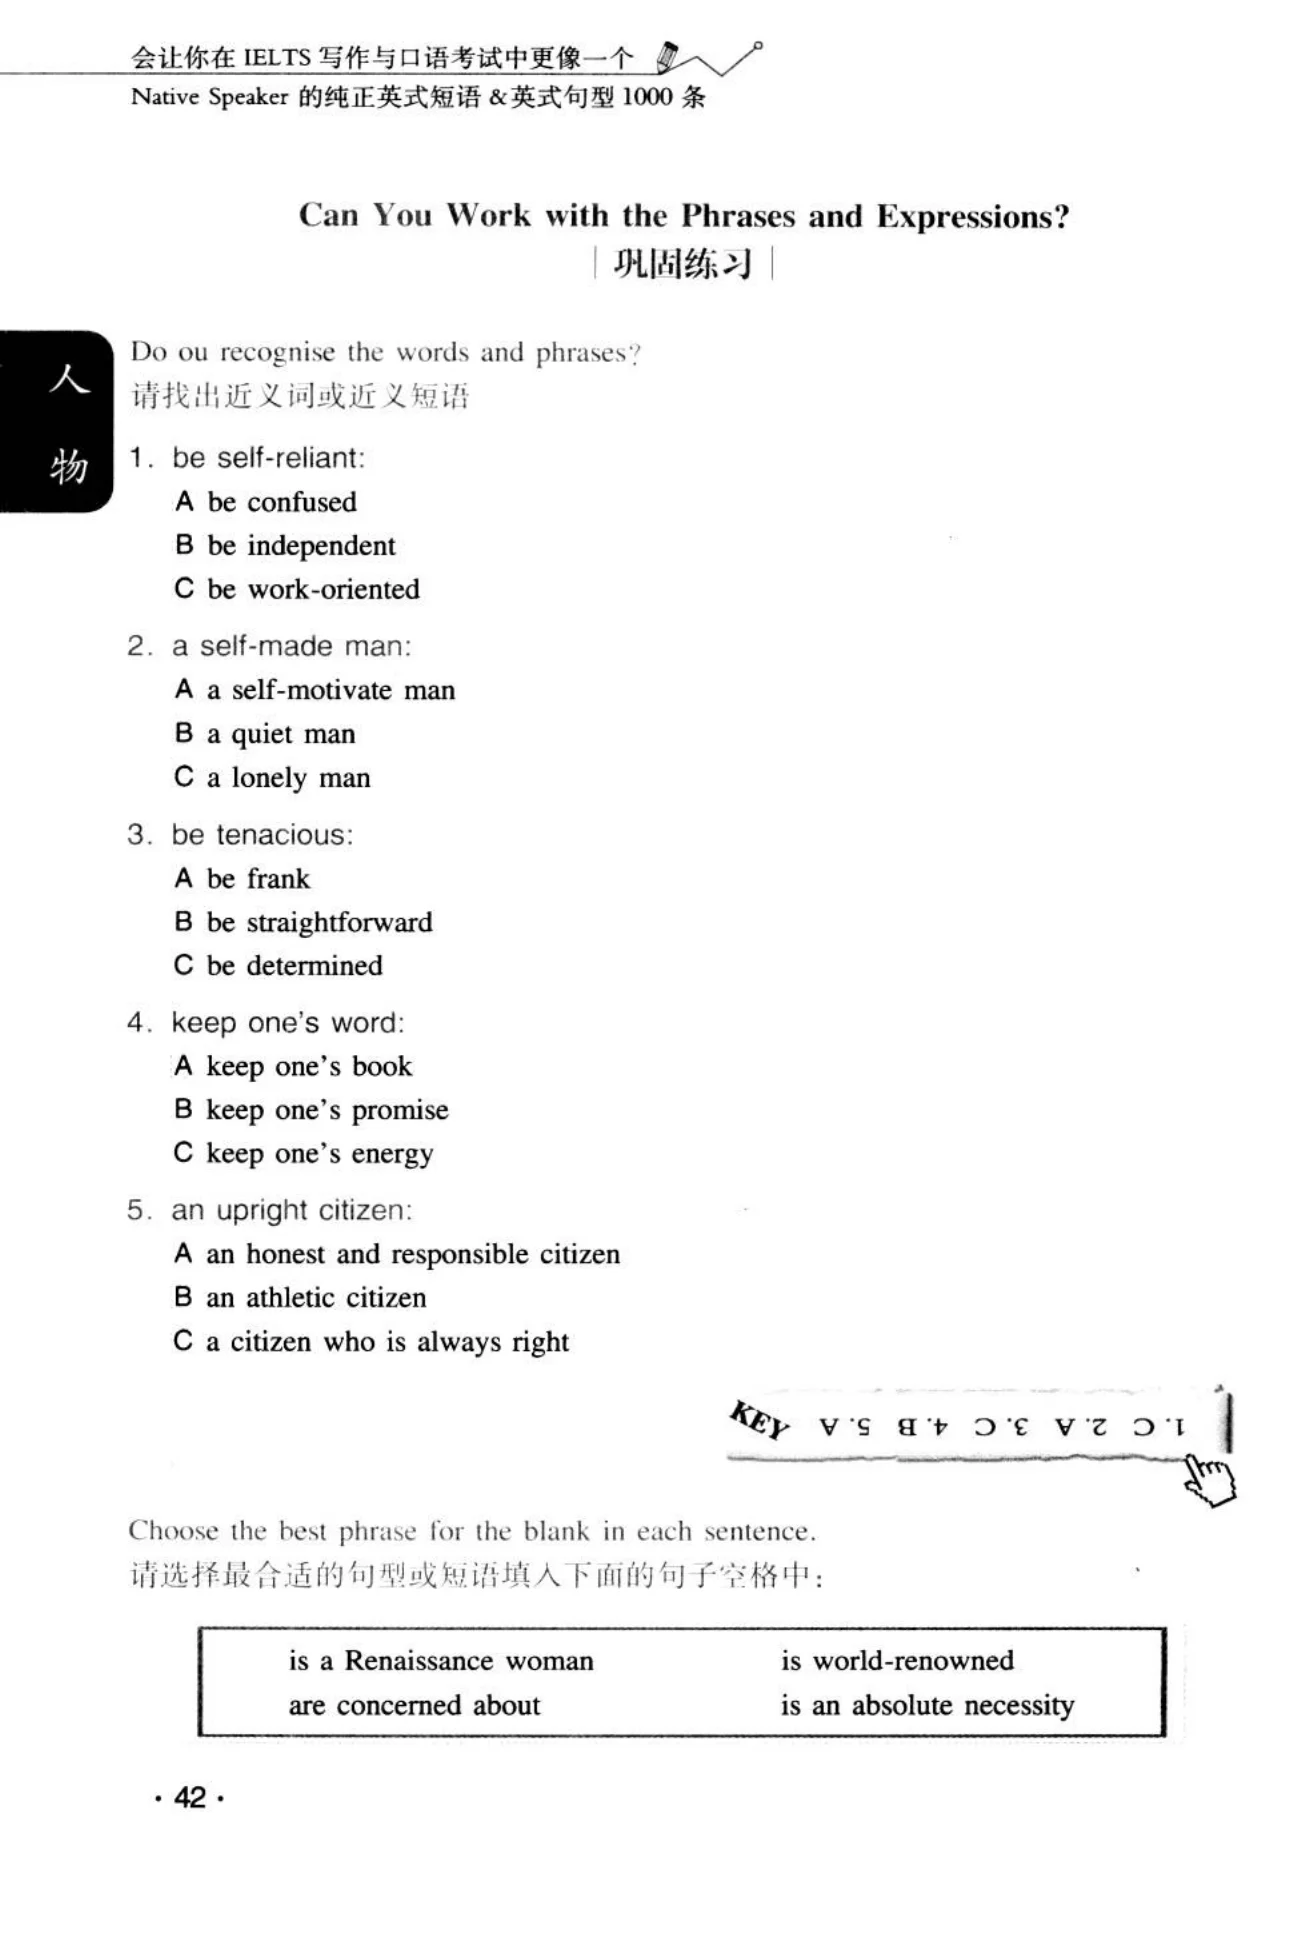 会让你在 IELTS 写作与口语考试中更像一个
Native Speaker 的纯正英式短语 & 英式句型 1000 条
Can You Work with the Phrases and Expressions?
巩固练习
人
物
Do ou recognise the words and phrases?
请找出近义词或近义短语
1. be self-reliant:
A be confused
B be independent
C be work-oriented
2. a self-made man:
A a self-motivate man
B a quiet man
C a lonely man
3. be tenacious:
A be frank
B be straightforward
C be determined
4. keep one's word:
A keep one's book
B keep one's promise
C keep one's energy
5. an upright citizen:
A an honest and responsible citizen
B an athletic citizen
C a citizen who is always right
KEY
1. C 2. A 3. C 4. B 5. A
Choose the best phrase for the blank in each sentence.
请选择最合适的句型或短语填入下面的句子空格中:
is a Renaissance woman is world-renowned
are concerned about is an absolute necessity
· 42 ·